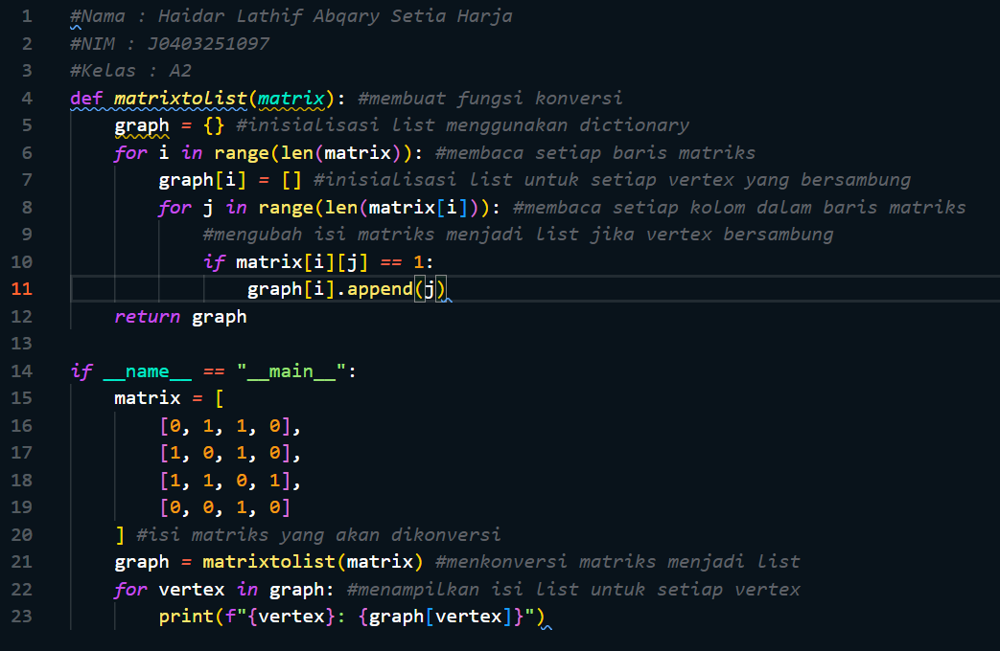 1 #Nama : Haidar Lathif Abqary Setia Harja
2 #NIM : J0403251097
3 #Kelas : A2
4 def matrixtolist(matrix): #membuat fungsi konversi
5     graph = {} #inisialisasi list menggunakan dictionary
6     for i in range(len(matrix)): #membaca setiap baris matriks
7         graph[i] = [] #inisialisasi list untuk setiap vertex yang bersambung
8         for j in range(len(matrix[i])): #membaca setiap kolom dalam baris matriks
9             #mengubah isi matriks menjadi list jika vertex bersambung
10             if matrix[i][j] == 1:
11                 graph[i].append(j)
12     return graph
13
14 if __name__ == "__main__":
15     matrix = [
16         [0, 1, 1, 0],
17         [1, 0, 1, 0],
18         [1, 1, 0, 1],
19         [0, 0, 1, 0]
20     ] #isi matriks yang akan dikonversi
21     graph = matrixtolist(matrix) #menkonversi matriks menjadi list
22     for vertex in graph: #menampilkan isi list untuk setiap vertex
23         print(f"{vertex}: {graph[vertex]}")